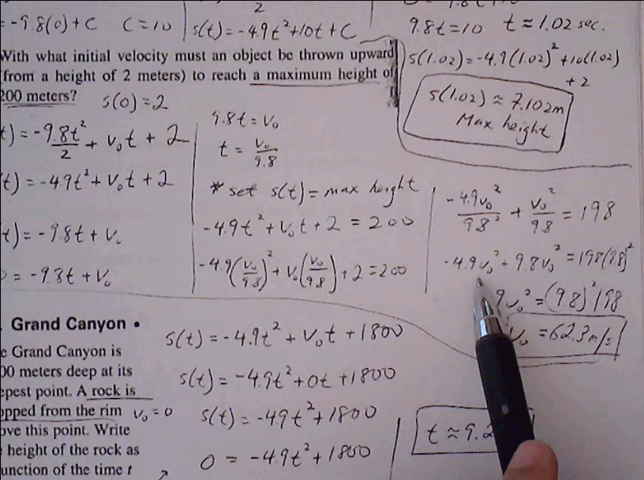 = -9.8(0) + C
C = 10
s(t) = -4.9t² + 10t + C
9.8t = 10 t ≈ 1.02 sec.
s(1.02) = -4.9(1.02)² + 10(1.02)
+ 2
s(1.02) ≈ 7.102m
Max height
With what initial velocity must an object be thrown upward
(from a height of 2 meters) to reach a maximum height of
200 meters?
s(0) = 2
t) = -9.8t²/2 + v₀t + 2
t) = -4.9t² + v₀t + 2
t) = -9.8t + v₀
= -9.8t + v₀
9.8t = v₀
t = v₀/9.8
* set s(t) = max height
-4.9t² + v₀t + 2 = 200
-4.9(v₀/9.8)² + v₀(v₀/9.8) + 2 = 200
-4.9v₀²/9.8² + v₀²/9.8 = 198
-4.9v₀² + 9.8v₀² = 198(9.8)²
9v₀² = (9.8)²198
v₀ = 62.3m/s
. Grand Canyon •
e Grand Canyon is
00 meters deep at its
epest point. A rock is
opped from the rim
v₀ = 0
ove this point. Write
height of the rock as
unction of the time t
s(t) = -4.9t² + v₀t + 1800
s(t) = -4.9t² + 0t + 1800
s(t) = -4.9t² + 1800
0 = -4.9t² + 1800
t ≈ 9.2